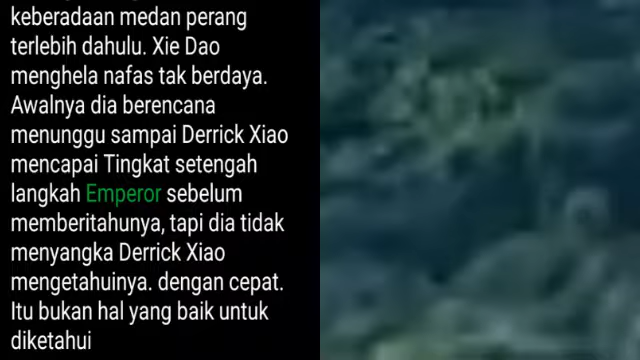 keberadaan medan perang
terlebih dahulu. Xie Dao
menghela nafas tak berdaya.
Awalnya dia berencana
menunggu sampai Derrick Xiao
mencapai Tingkat setengah
langkah Emperor sebelum
memberitahunya, tapi dia tidak
menyangka Derrick Xiao
mengetahuinya. dengan cepat.
Itu bukan hal yang baik untuk
diketahui